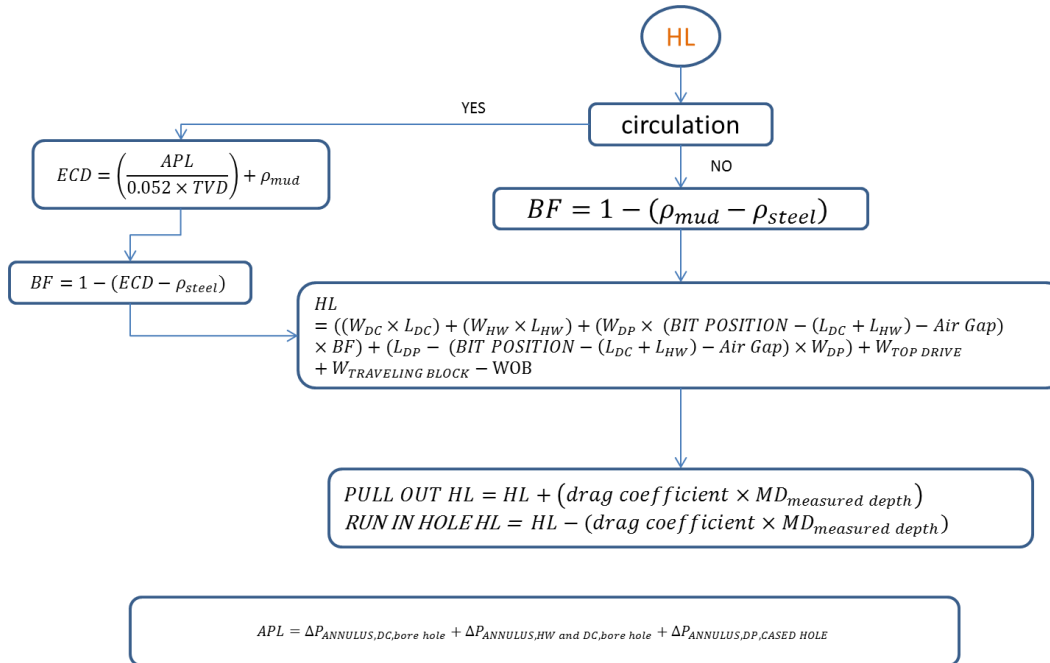 HL
YES
circulation
ECD = (APL / (0.052 × TVD)) + ρ_mud
NO
BF = 1 − (ρ_mud − ρ_steel)
BF = 1 − (ECD − ρ_steel)
HL
= ((W_DC × L_DC) + (W_HW × L_HW) + (W_DP × (BIT POSITION − (L_DC + L_HW) − Air Gap)
× BF) + (L_DP − (BIT POSITION − (L_DC + L_HW) − Air Gap) × W_DP) + W_TOP DRIVE
+ W_TRAVELING BLOCK − WOB
PULL OUT HL = HL + (drag coefficient × MD_measured depth)
RUN IN HOLE HL = HL − (drag coefficient × MD_measured depth)
APL = ΔP_ANNULUS,DC,bore hole + ΔP_ANNULUS,HW and DC,bore hole + ΔP_ANNULUS,DP,CASED HOLE